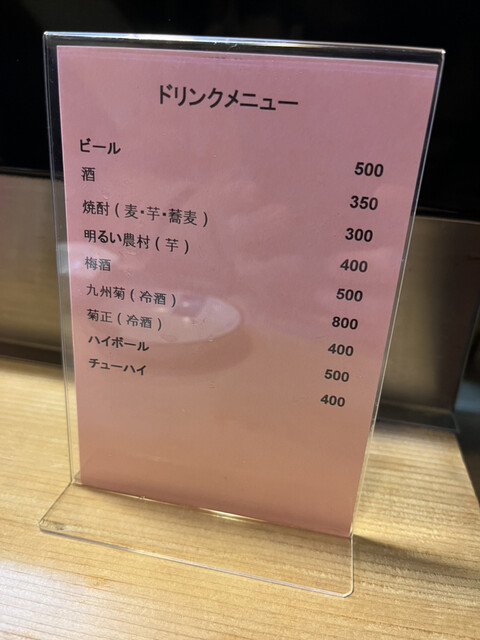 ドリンクメニュー
ビール 500
酒 350
焼酎 ( 麦・芋・蕎麦 ) 300
明るい農村 ( 芋 ) 400
梅酒 500
九州菊 ( 冷酒 ) 800
菊正 ( 冷酒 ) 400
ハイボール 500
チューハイ 400